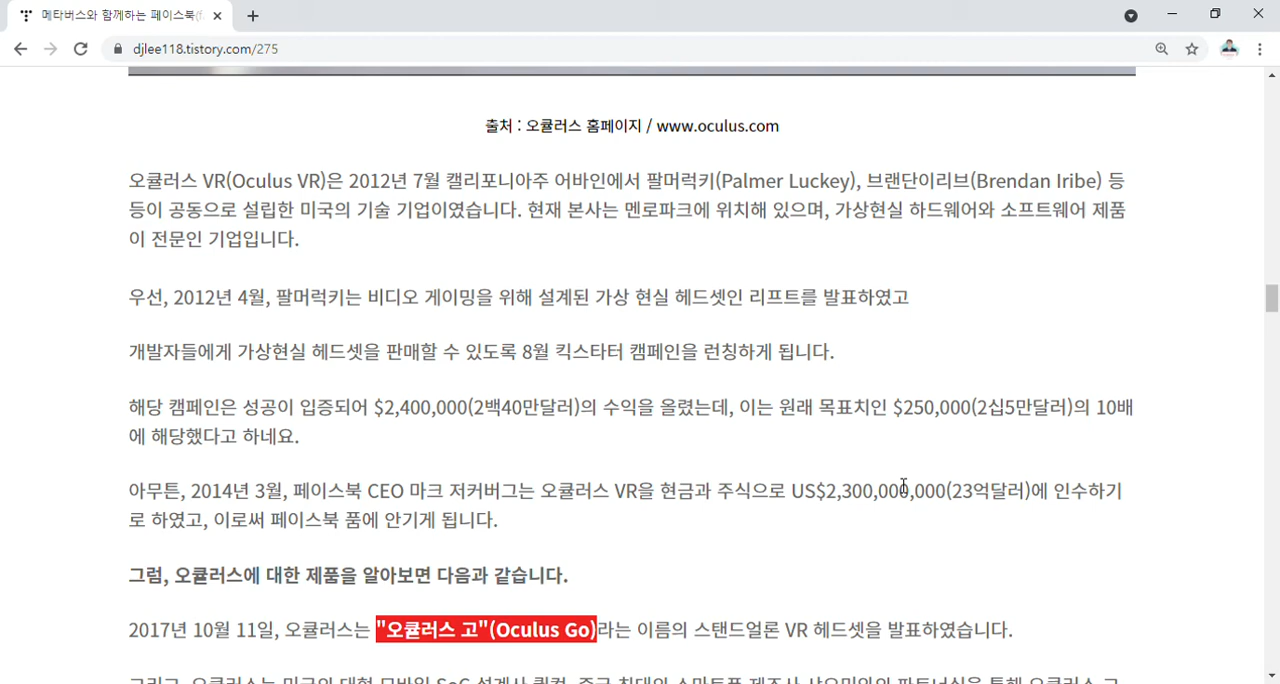 메타버스와 함께하는 페이스북(f
djlee118.tistory.com/275
출처 : 오큘러스 홈페이지 / www.oculus.com
오큘러스 VR(Oculus VR)은 2012년 7월 캘리포니아주 어바인에서 팔머럭키(Palmer Luckey), 브랜단이리브(Brendan Iribe) 등
등이 공동으로 설립한 미국의 기술 기업이였습니다. 현재 본사는 멘로파크에 위치해 있으며, 가상현실 하드웨어와 소프트웨어 제품
이 전문인 기업입니다.
우선, 2012년 4월, 팔머럭키는 비디오 게이밍을 위해 설계된 가상 현실 헤드셋인 리프트를 발표하였고
개발자들에게 가상현실 헤드셋을 판매할 수 있도록 8월 킥스타터 캠페인을 런칭하게 됩니다.
해당 캠페인은 성공이 입증되어 $2,400,000(2백40만달러)의 수익을 올렸는데, 이는 원래 목표치인 $250,000(2십5만달러)의 10배
에 해당했다고 하네요.
아무튼, 2014년 3월, 페이스북 CEO 마크 저커버그는 오큘러스 VR을 현금과 주식으로 US$2,300,000,000(23억달러)에 인수하기
로 하였고, 이로써 페이스북 품에 안기게 됩니다.
그럼, 오큘러스에 대한 제품을 알아보면 다음과 같습니다.
2017년 10월 11일, 오큘러스는 "오큘러스 고"(Oculus Go)라는 이름의 스탠드얼론 VR 헤드셋을 발표하였습니다.